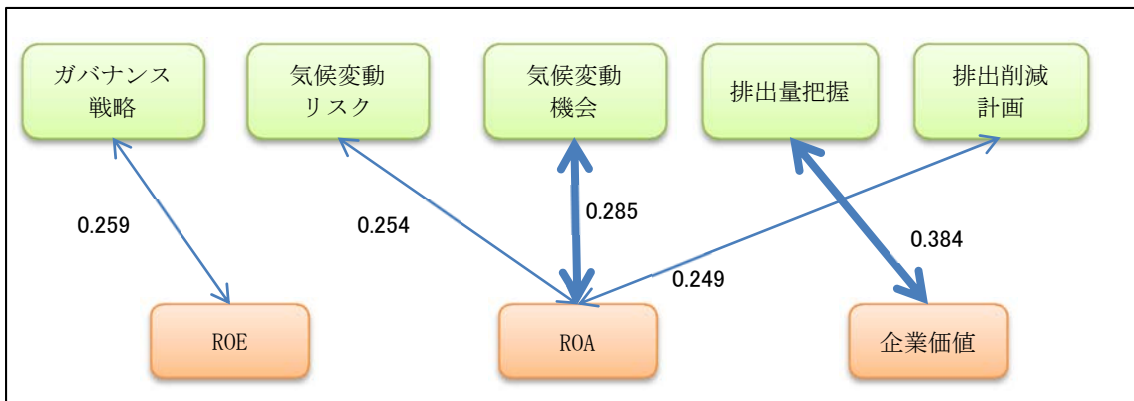 ガバナンス
戦略
気候変動
リスク
気候変動
機会
排出量把握
排出削減
計画
0.259
0.254
0.285
0.249
0.384
ROE
ROA
企業価値